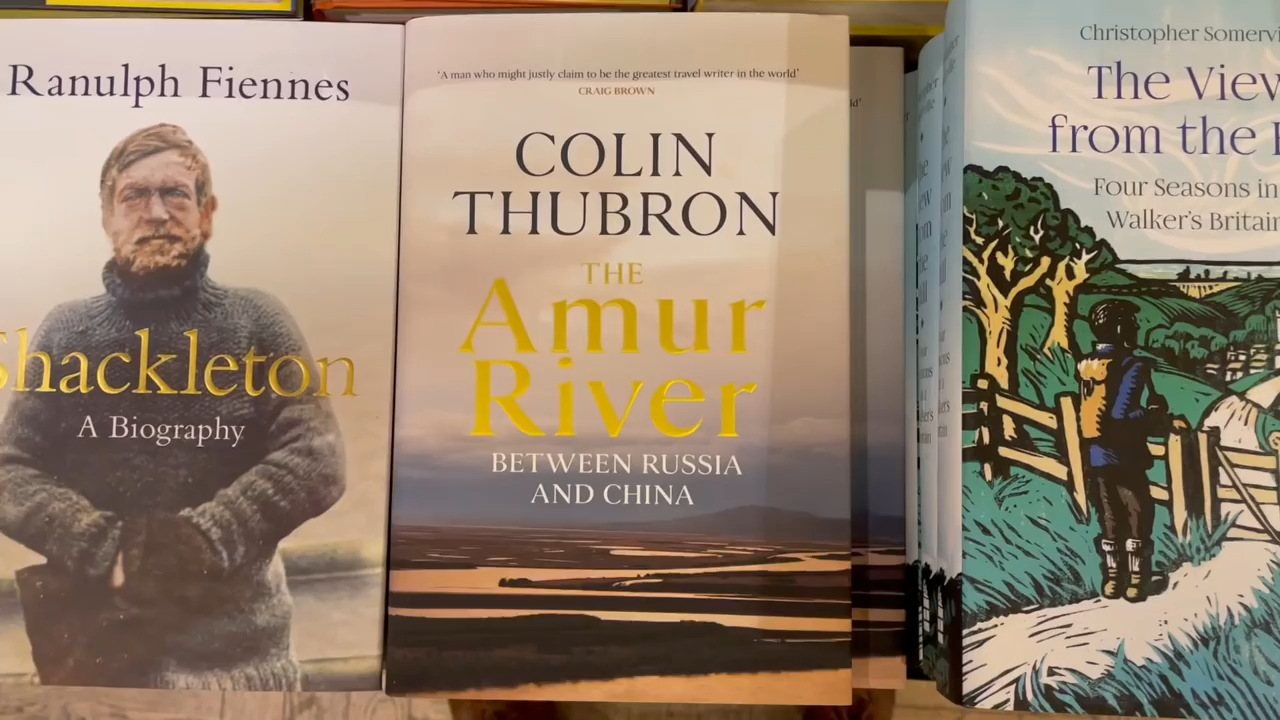 Ranulph Fiennes
Shackleton
A Biography
'A man who might justly claim to be the greatest travel writer in the world'
CRAIG BROWN
COLIN
THUBRON
THE
Amur
River
BETWEEN RUSSIA
AND CHINA
Christopher Somervi
The View
from the
Four Seasons in
Walker's Britain